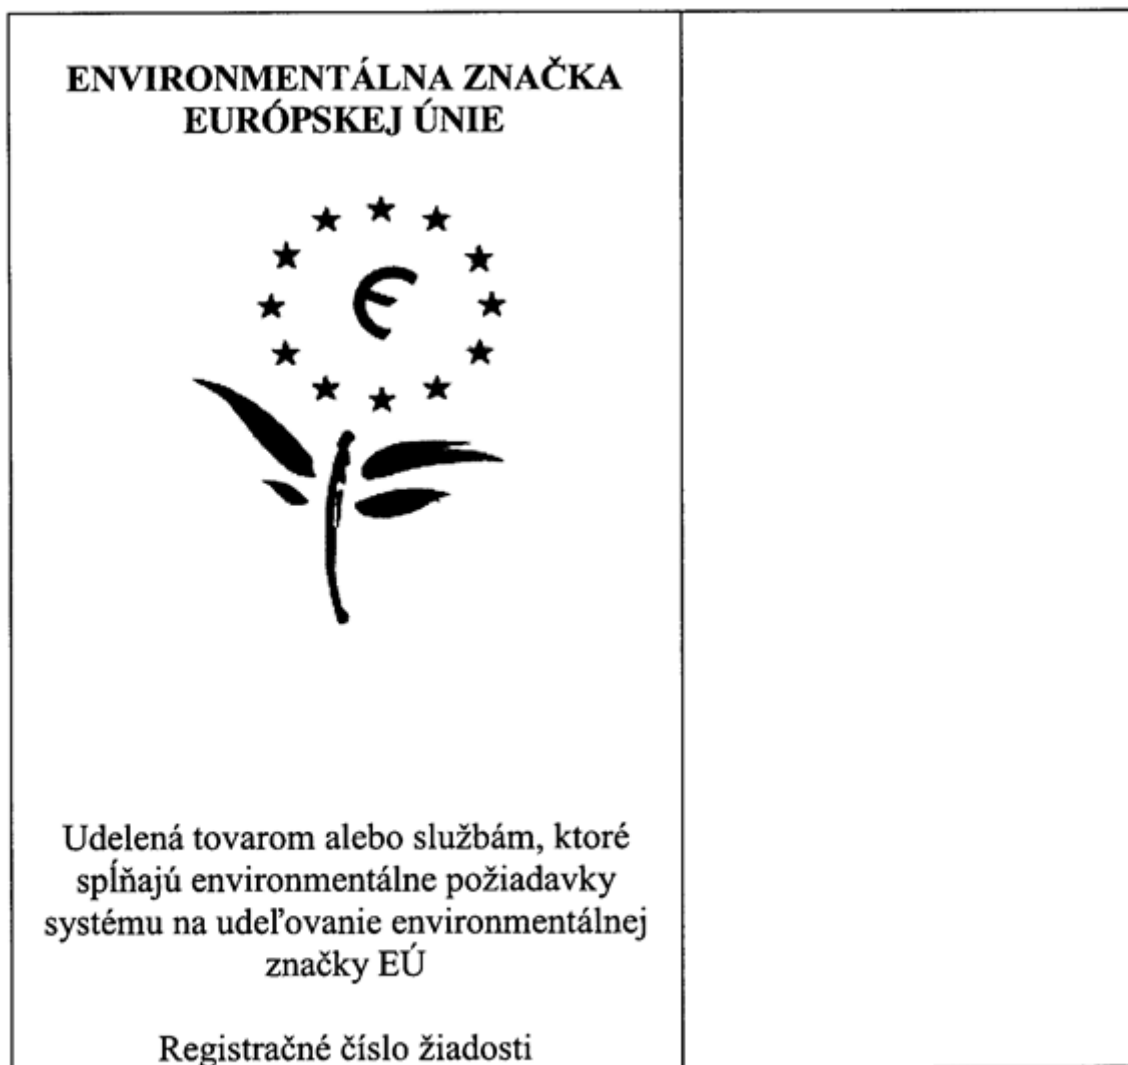 ENVIRONMENTÁLNA ZNAČKA
EURÓPSKEJ ÚNIE
Udelená tovarom alebo službám, ktoré
spĺňajú environmentálne požiadavky
systému na udeľovanie environmentálnej
značky EÚ
Registračné číslo žiadosti